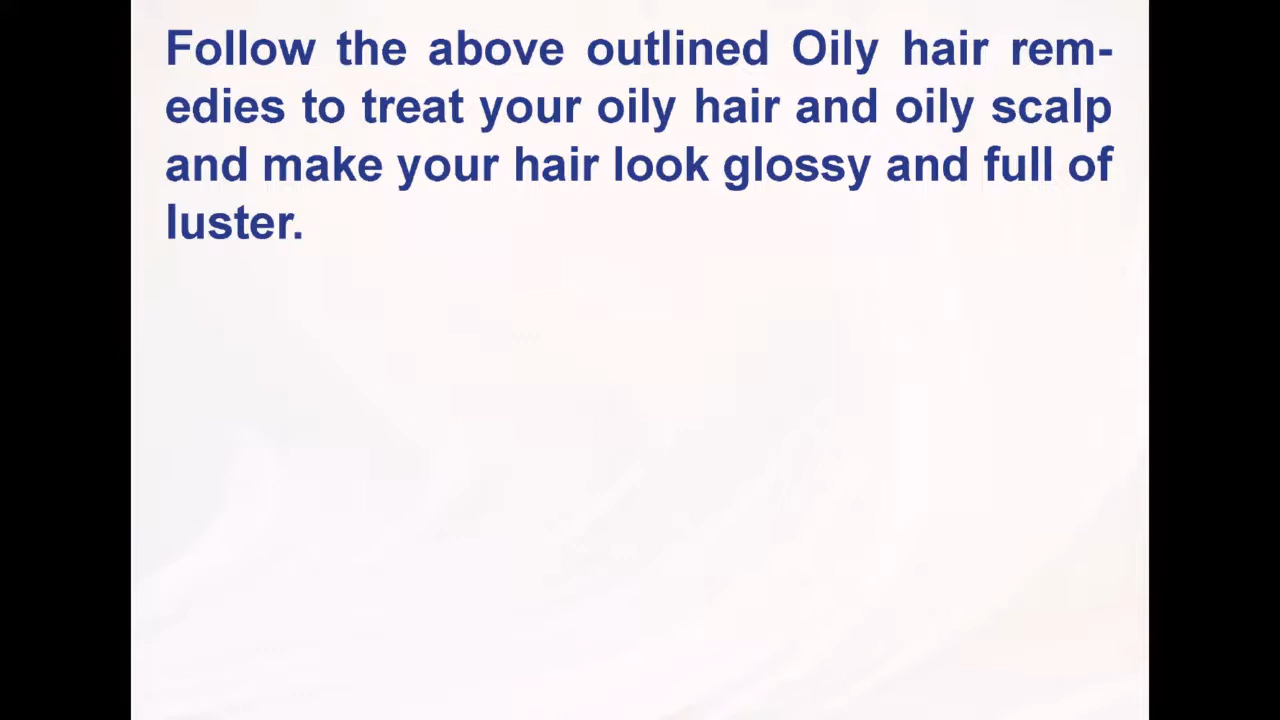 Follow the above outlined Oily hair rem-
edies to treat your oily hair and oily scalp
and make your hair look glossy and full of
luster.